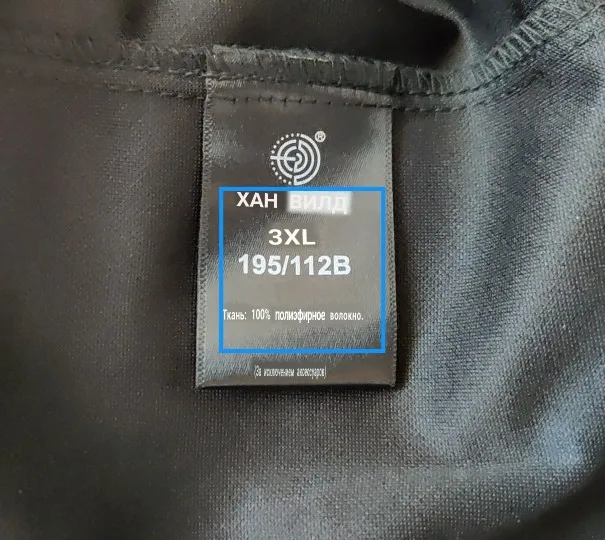 ®
ХАН ВИЛД
3XL
195/112B
Ткань: 100% полиэфирное волокно.
(За исключением аксессуаров)